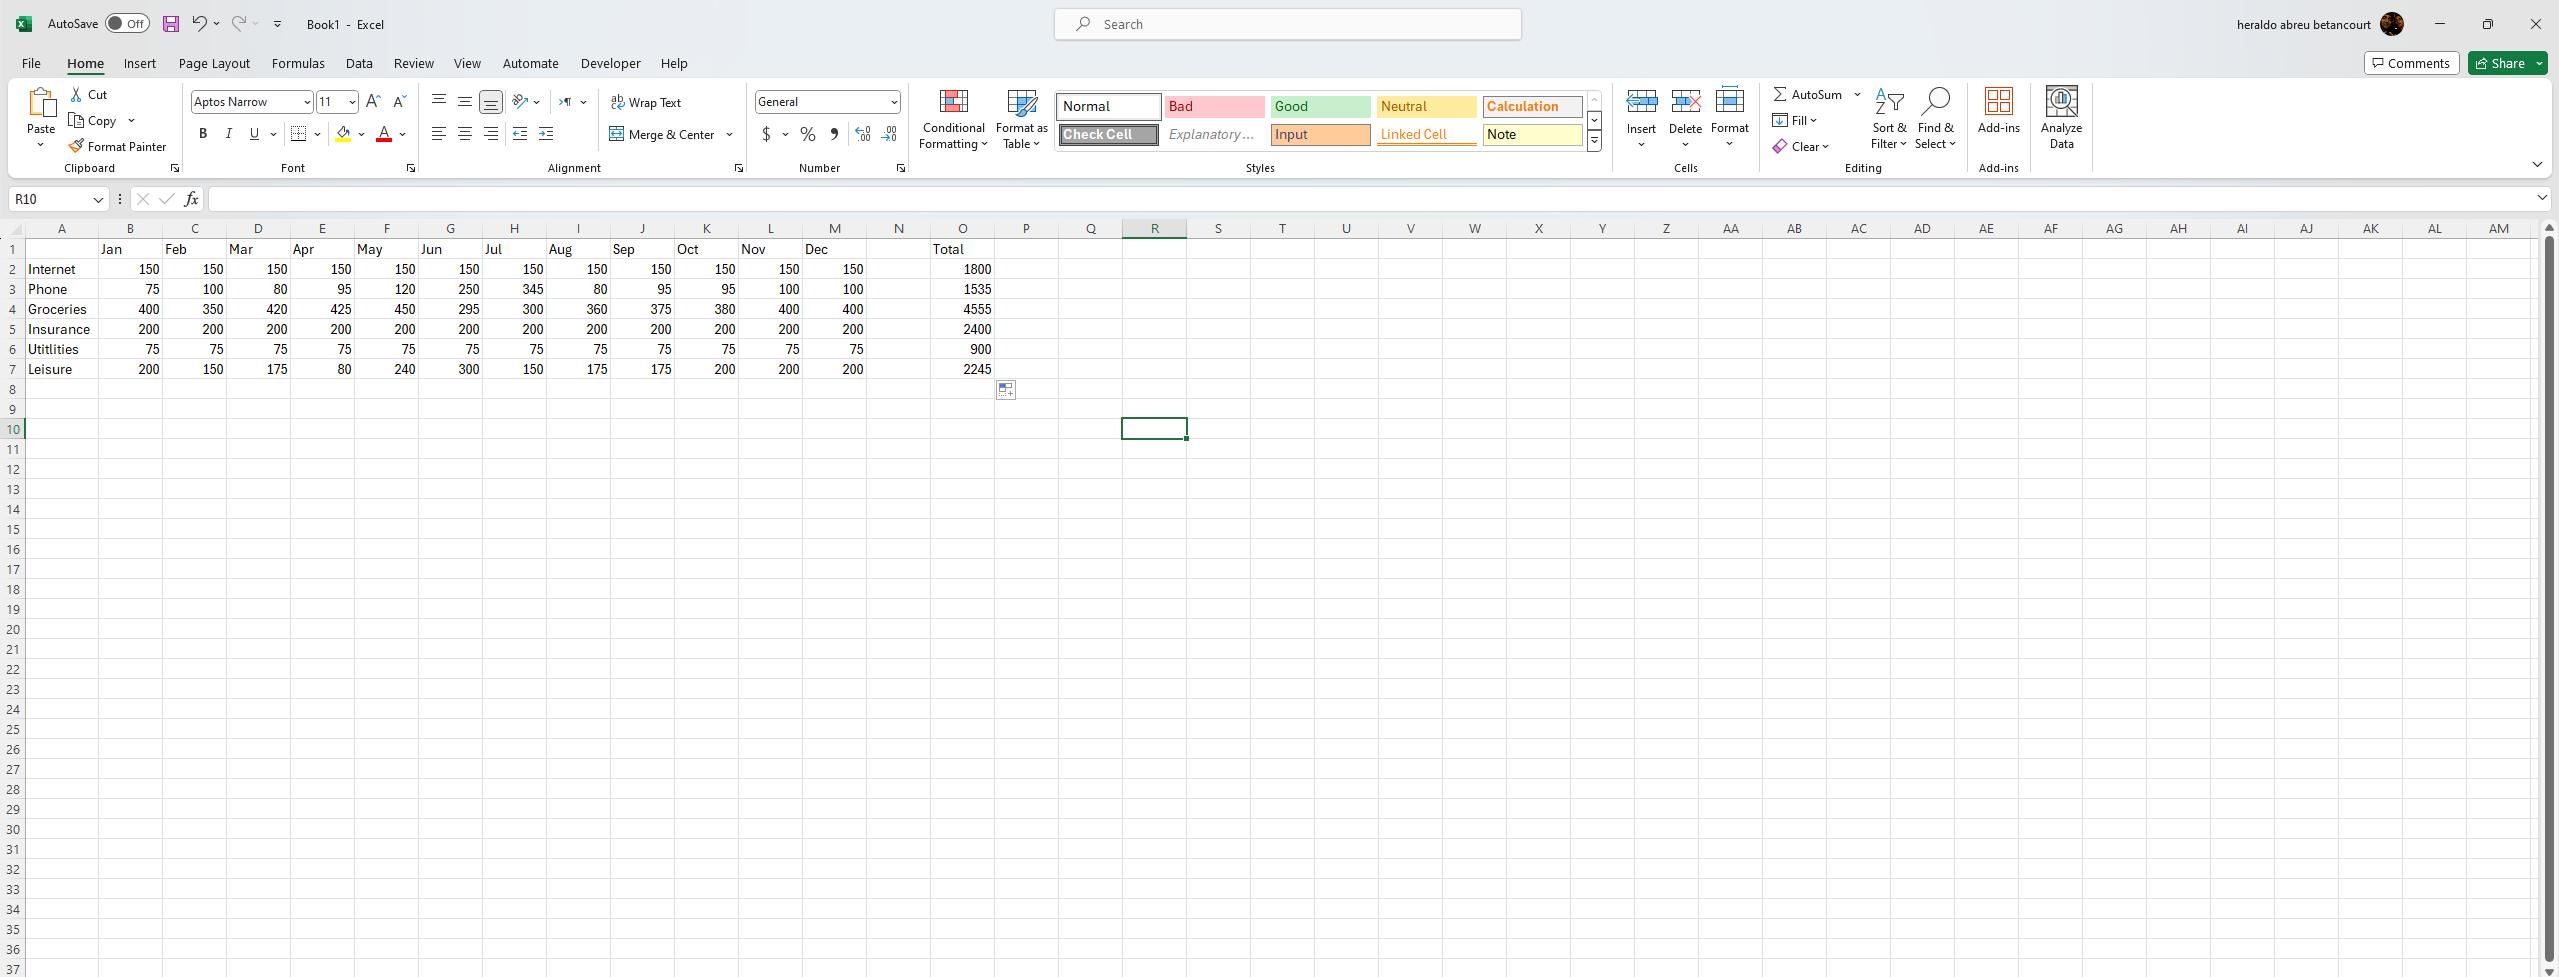 AutoSave Off Book1 - Excel Search heraldo abreu betancourt
File Home Insert Page Layout Formulas Data Review View Automate Developer Help Comments Share
Paste Cut Copy Format Painter Clipboard
Aptos Narrow 11 B I U A Font
Wrap Text Merge & Center Alignment
General $ % Number
Conditional Formatting Format as Table
Normal Bad Good Neutral Calculation
Check Cell Explanatory ... Input Linked Cell Note
Styles
Insert Delete Format Cells
AutoSum Fill Clear Sort & Filter Find & Select Editing
Add-ins Add-ins
Analyze Data
R10 fx
A B C D E F G H I J K L M N O P Q R S T U V W X Y Z AA AB AC AD AE AF AG AH AI AJ AK AL AM
1 Jan Feb Mar Apr May Jun Jul Aug Sep Oct Nov Dec Total
2 Internet 150 150 150 150 150 150 150 150 150 150 150 150 1800
3 Phone 75 100 80 95 120 250 345 80 95 95 100 100 1535
4 Groceries 400 350 420 425 450 295 300 360 375 380 400 400 4555
5 Insurance 200 200 200 200 200 200 200 200 200 200 200 200 2400
6 Utitlities 75 75 75 75 75 75 75 75 75 75 75 75 900
7 Leisure 200 150 175 80 240 300 150 175 175 200 200 200 2245
8
9
10
11
12
13
14
15
16
17
18
19
20
21
22
23
24
25
26
27
28
29
30
31
32
33
34
35
36
37